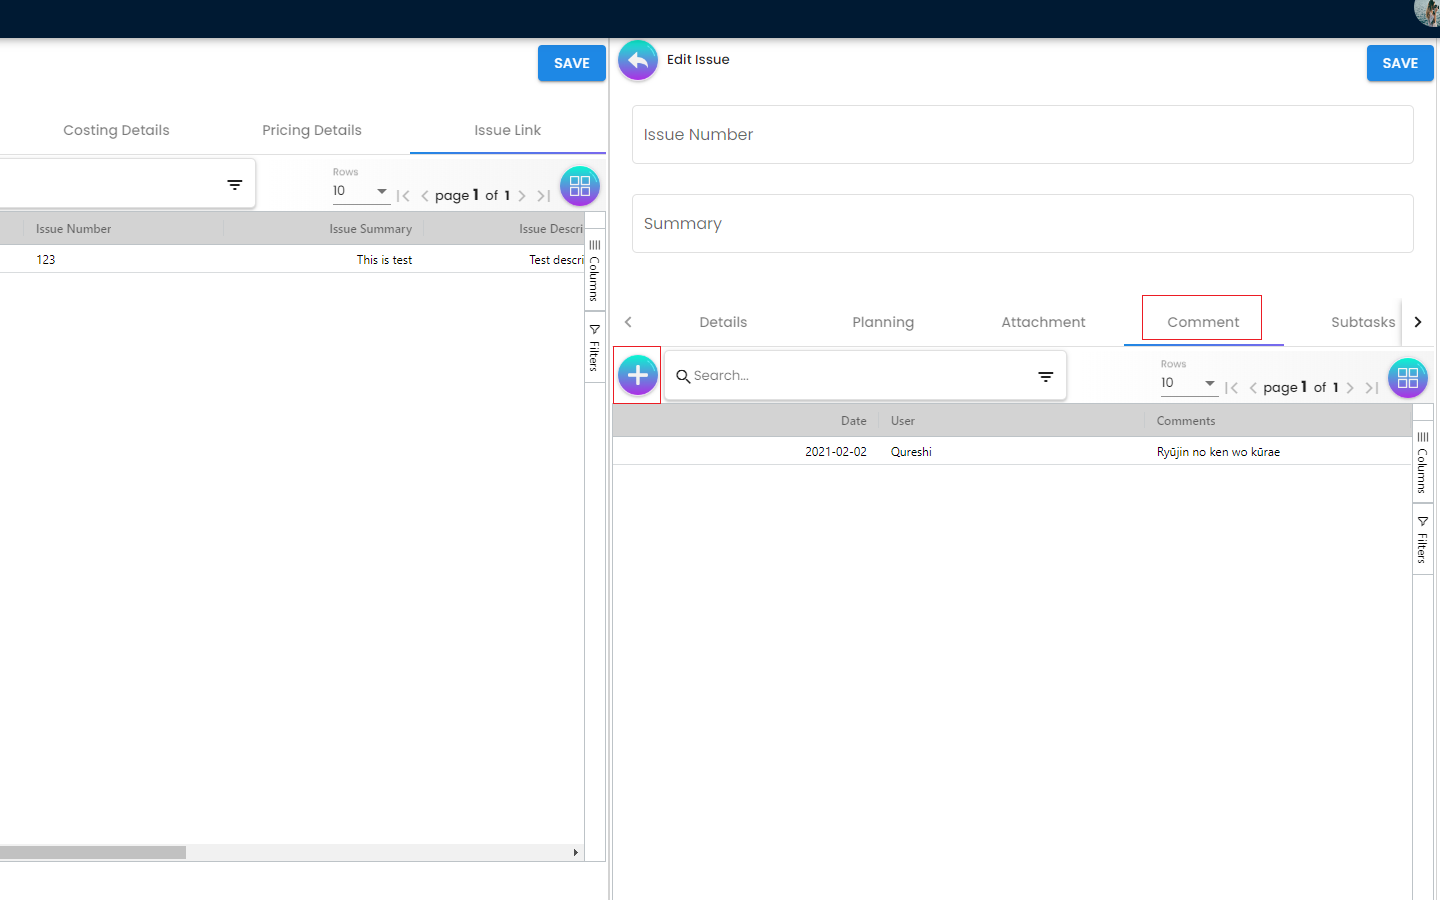 SAVE
Costing Details
Pricing Details
Issue Link
Rows
10
page 1 of 1
Issue Number
Issue Summary
Issue Descri
123
This is test
Test descri
Columns
Filters
Edit Issue
SAVE
Issue Number
Summary
Details
Planning
Attachment
Comment
Subtasks
Search...
Rows
10
page 1 of 1
Date
User
Comments
2021-02-02
Qureshi
Ryūjin no ken wo kūrae
Columns
Filters